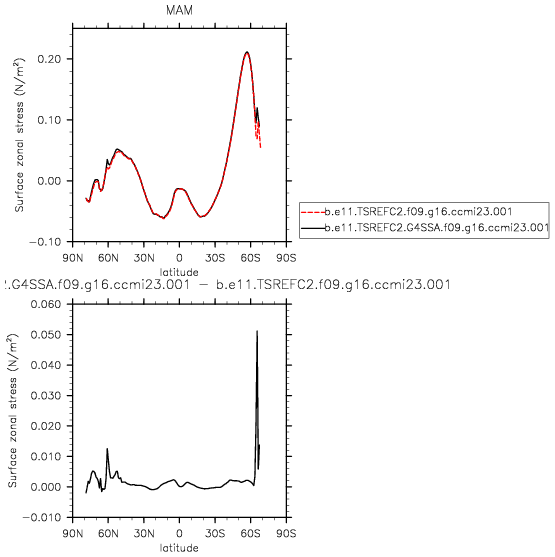 MAM
Surface zonal stress (N/m²)
0.20
0.10
0.00
−0.10
90N 60N 30N 0 30S 60S 90S
latitude
b.e11.TSREFC2.f09.g16.ccmi23.001
b.e11.TSREFC2.G4SSA.f09.g16.ccmi23.001
2.G4SSA.f09.g16.ccmi23.001 − b.e11.TSREFC2.f09.g16.ccmi23.001
Surface zonal stress (N/m²)
0.060
0.050
0.040
0.030
0.020
0.010
0.000
−0.010
90N 60N 30N 0 30S 60S 90S
latitude